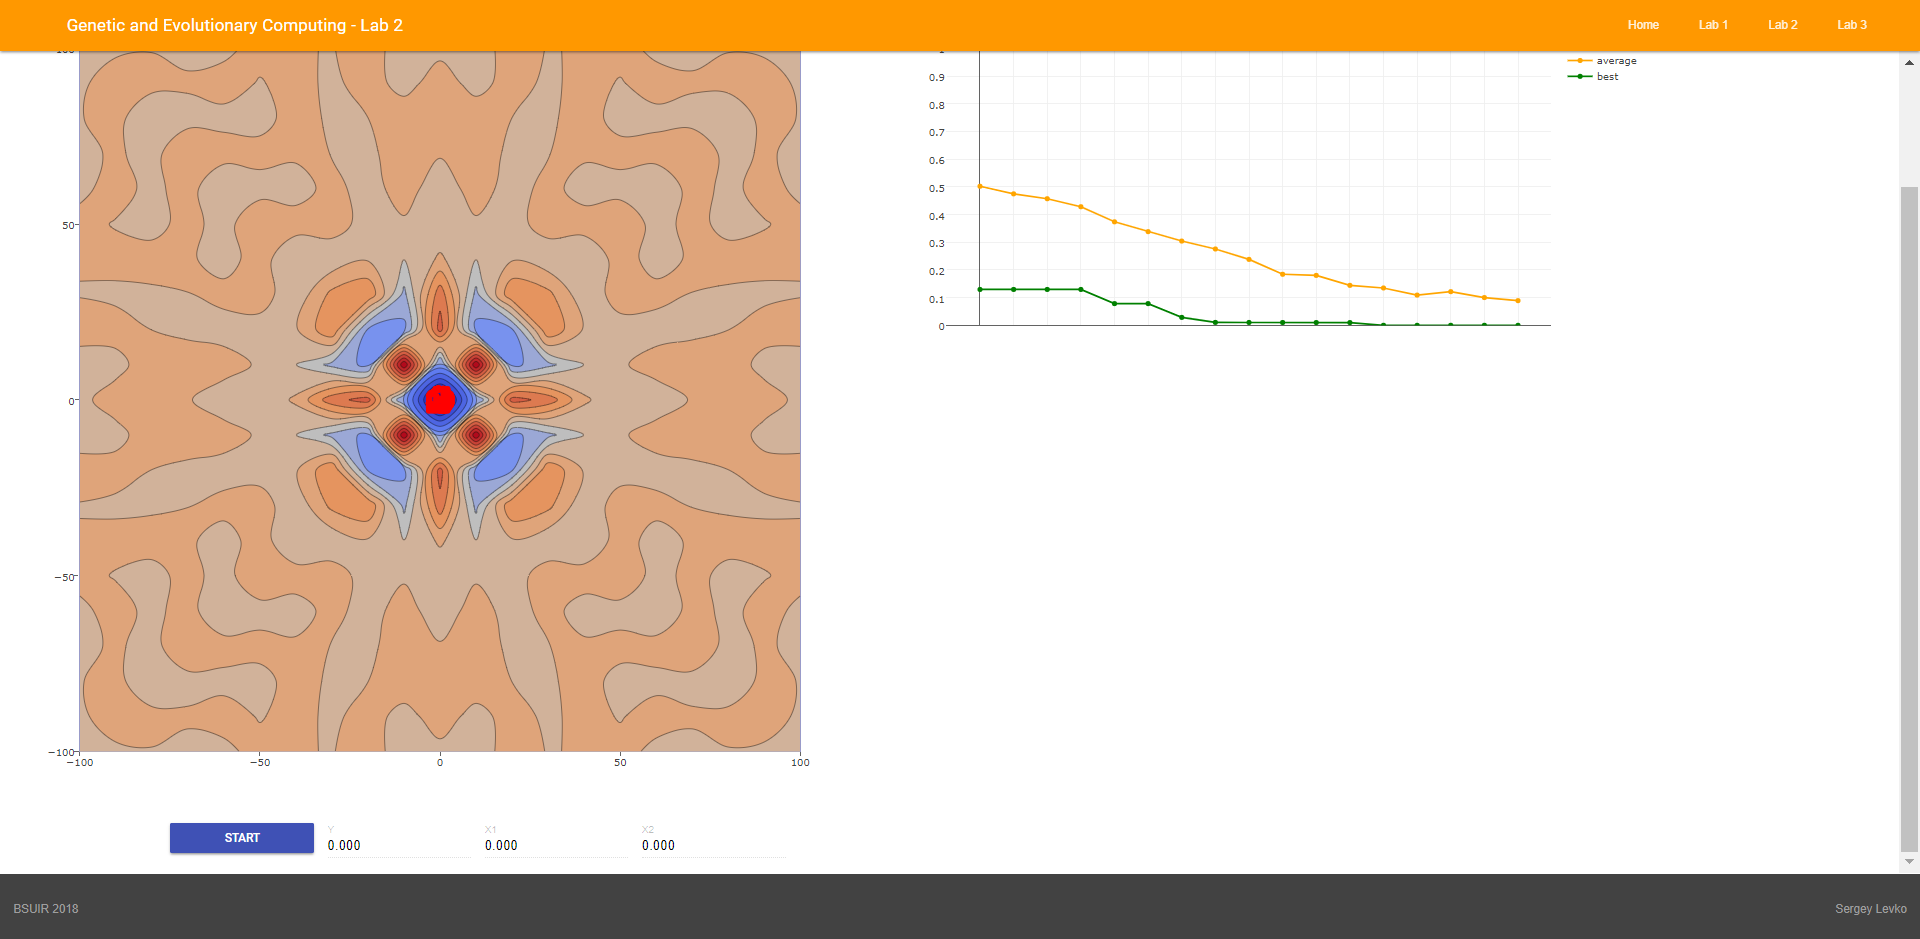 Genetic and Evolutionary Computing - Lab 2
Home
Lab 1
Lab 2
Lab 3
50
0
−50
−100
−100
−50
0
50
100
0.9
0.8
0.7
0.6
0.5
0.4
0.3
0.2
0.1
0
average
best
START
Y
0.000
X1
0.000
X2
0.000
BSUIR 2018
Sergey Levko